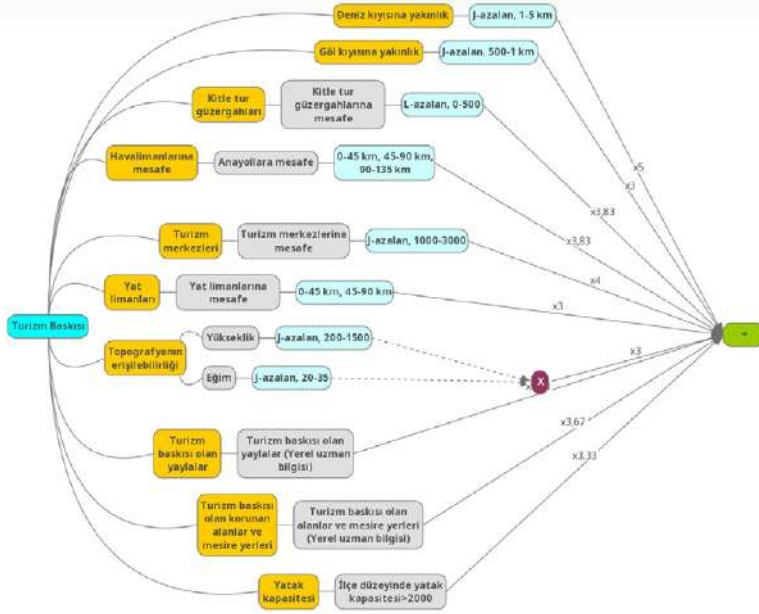 Deniz kıyısına yakınlık
J-azalan, 1-5 km
Göl kıyısına yakınlık
J-azalan, 500-1 km
Kitle tur
güzergahları
Kitle tur
güzergahlarına
mesafe
L-azalan, 0-500
Havalimanlarına
mesafe
Anayollara mesafe
0-45 km, 45-90 km,
90-135 km
x5
x3
x3,83
x3,83
Turizm
merkezleri
Turizm merkezlerine
mesafe
J-azalan, 1000-3000
x4
Yat
limanları
Yat limanlarına
mesafe
0-45 km, 45-90 km
x3
Turizm Baskısı
+
Topografyanın
erişilebilirliği
Yükseklik
J-azalan, 200-1500
Eğim
J-azalan, 20-35
X
x3
Turizm
baskısı olan
yaylalar
Turizm baskısı olan
yaylalar (Yerel uzman
bilgisi)
x3,67
x3,33
Turizm baskısı
olan korunan
alanlar ve
mesire yerleri
Turizm baskısı olan
alanlar ve mesire yerleri
(Yerel uzman bilgisi)
Yatak
kapasitesi
İlçe düzeyinde yatak
kapasitesi>2000